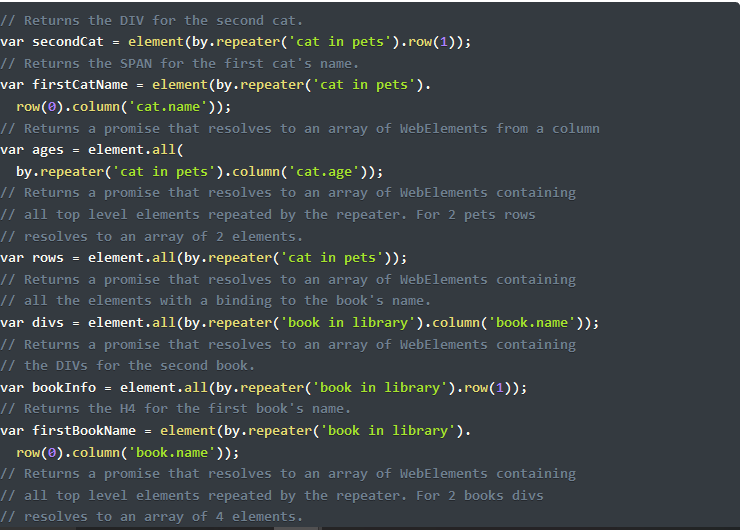 // Returns the DIV for the second cat.
var secondCat = element(by.repeater('cat in pets').row(1));
// Returns the SPAN for the first cat's name.
var firstCatName = element(by.repeater('cat in pets').
  row(0).column('cat.name'));
// Returns a promise that resolves to an array of WebElements from a column
var ages = element.all(
  by.repeater('cat in pets').column('cat.age'));
// Returns a promise that resolves to an array of WebElements containing
// all top level elements repeated by the repeater. For 2 pets rows
// resolves to an array of 2 elements.
var rows = element.all(by.repeater('cat in pets'));
// Returns a promise that resolves to an array of WebElements containing
// all the elements with a binding to the book's name.
var divs = element.all(by.repeater('book in library').column('book.name'));
// Returns a promise that resolves to an array of WebElements containing
// the DIVs for the second book.
var bookInfo = element.all(by.repeater('book in library').row(1));
// Returns the H4 for the first book's name.
var firstBookName = element(by.repeater('book in library').
  row(0).column('book.name'));
// Returns a promise that resolves to an array of WebElements containing
// all top level elements repeated by the repeater. For 2 books divs
// resolves to an array of 4 elements.